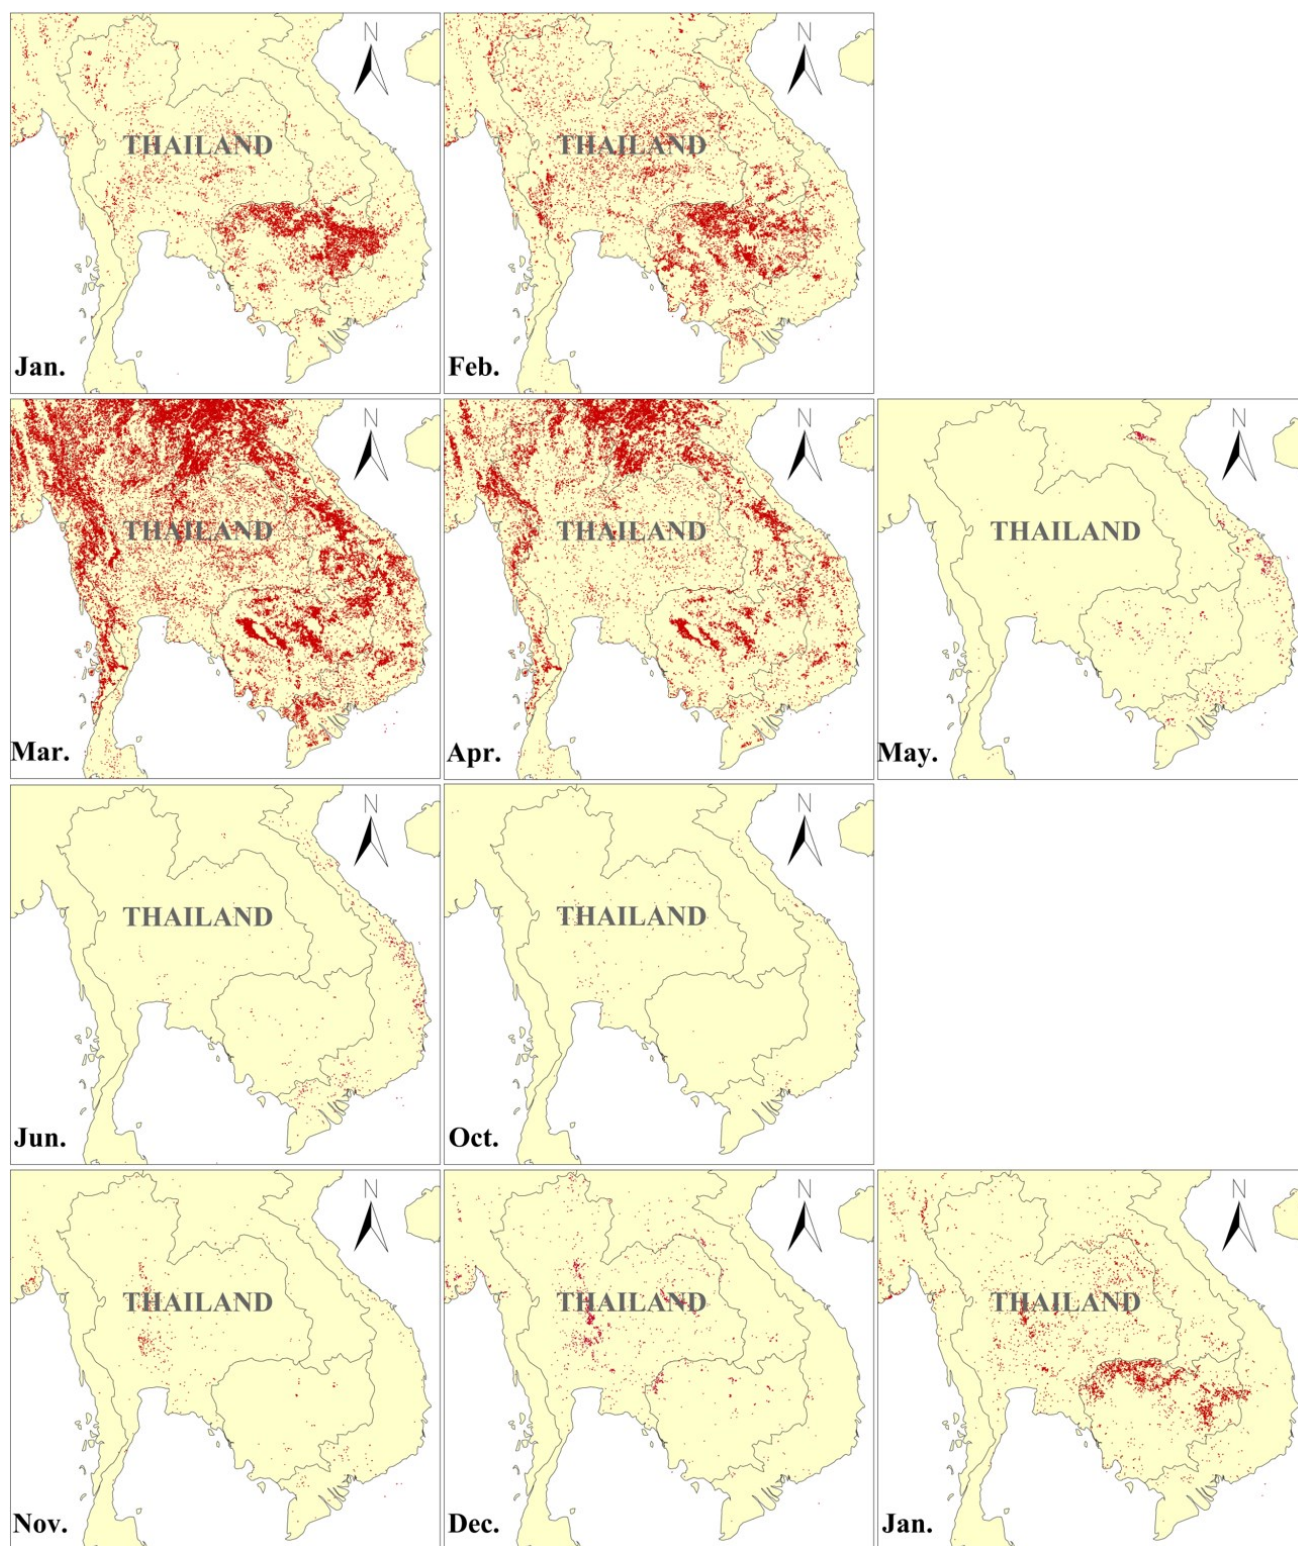 N N
THAILAND THAILAND
Jan. Feb.
N N N
THAILAND THAILAND THAILAND
Mar. Apr. May.
N N
THAILAND THAILAND
Jun. Oct.
N N N
THAILAND THAILAND THAILAND
Nov. Dec. Jan.